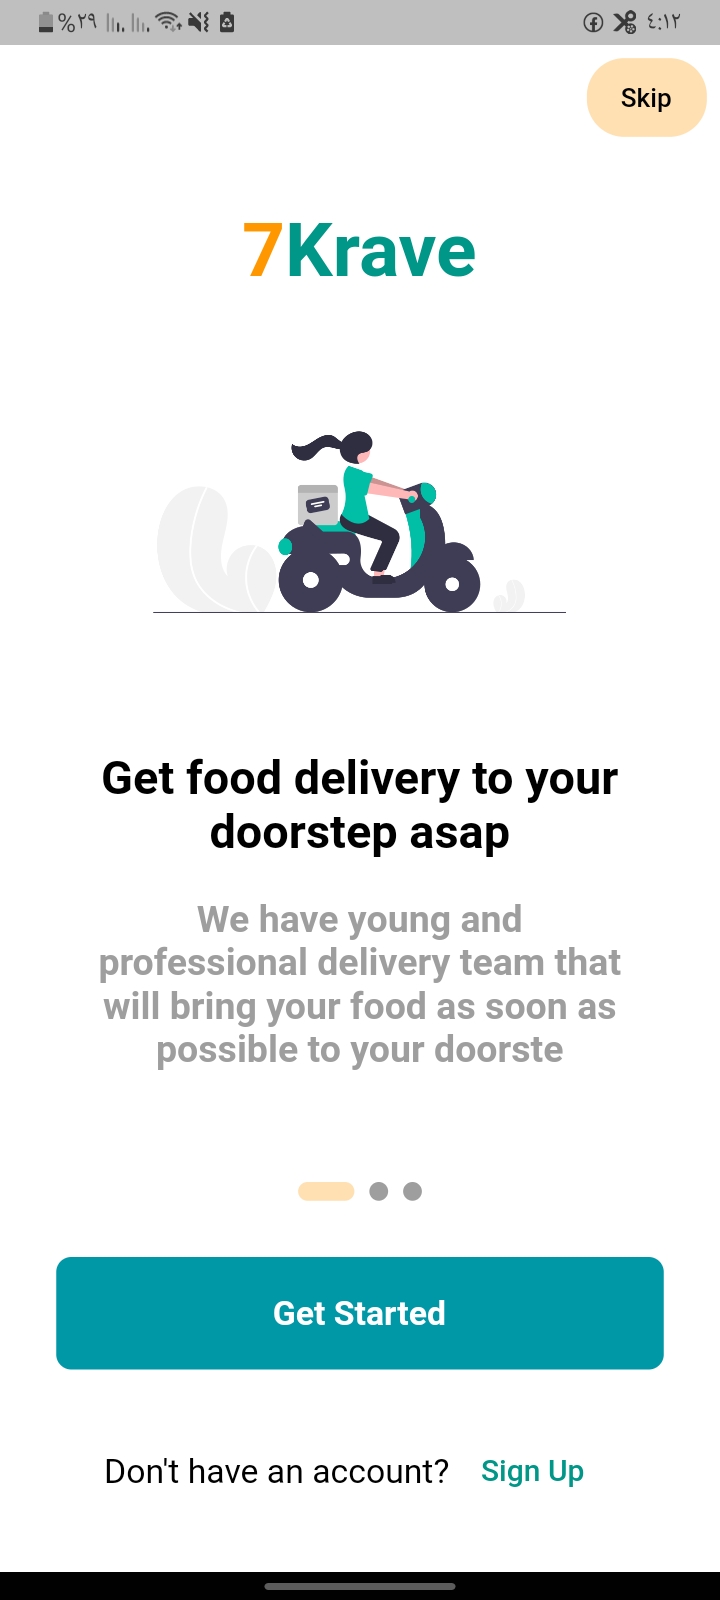 %٢٩ ٤:١٢
Skip
7Krave
Get food delivery to your
doorstep asap
We have young and
professional delivery team that
will bring your food as soon as
possible to your doorste
Get Started
Don't have an account? Sign Up